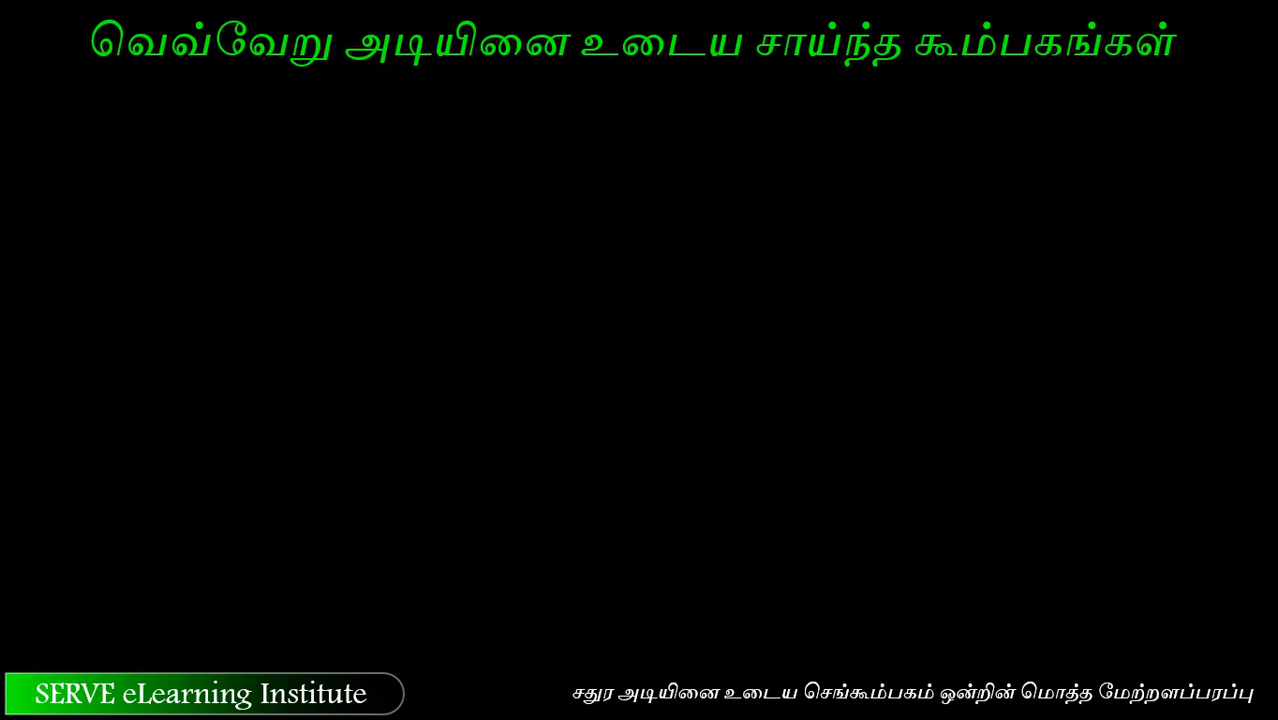 வெவ்வேறு அடியினை உடைய சாய்ந்த கூம்பகங்கள்
SERVE eLearning Institute
சதுர அடியினை உடைய செங்கூம்பகம் ஒன்றின் மொத்த மேற்றளப்பரப்பு